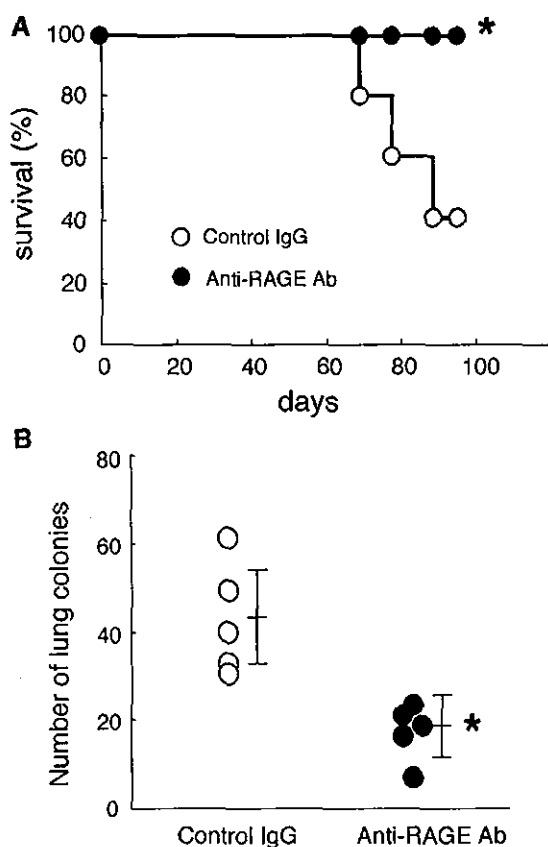 A
100
80
60
40
20
0
survival (%)
*
Control IgG
Anti-RAGE Ab
0 20 40 60 80 100
days
B
80
60
40
20
0
Number of lung colonies
*
Control IgG Anti-RAGE Ab